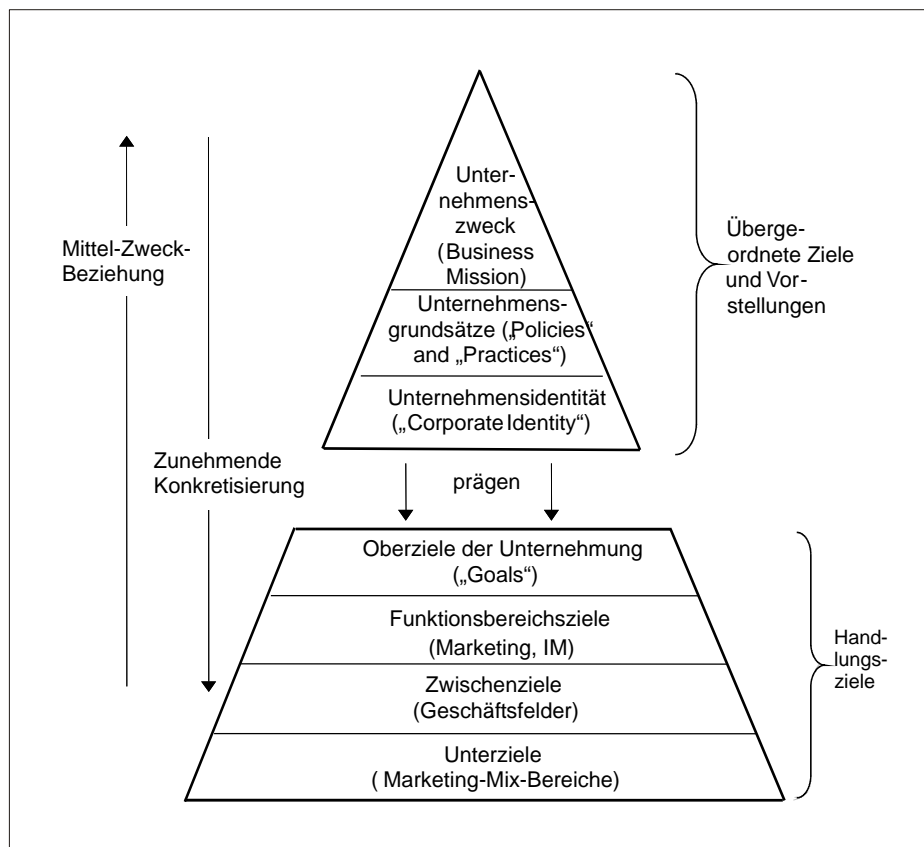 Unter-
nehmens-
zweck
(Business
Mission)
Unternehmens-
grundsätze („Policies“
and „Practices“)
Unternehmensidentität
(„Corporate Identity“)
Überge-
ordnete Ziele
und Vor-
stellungen
Mittel-Zweck-
Beziehung
Zunehmende
Konkretisierung
prägen
Oberziele der Unternehmung
(„Goals“)
Funktionsbereichsziele
(Marketing, IM)
Zwischenziele
(Geschäftsfelder)
Unterziele
( Marketing-Mix-Bereiche)
Hand-
lungs-
ziele